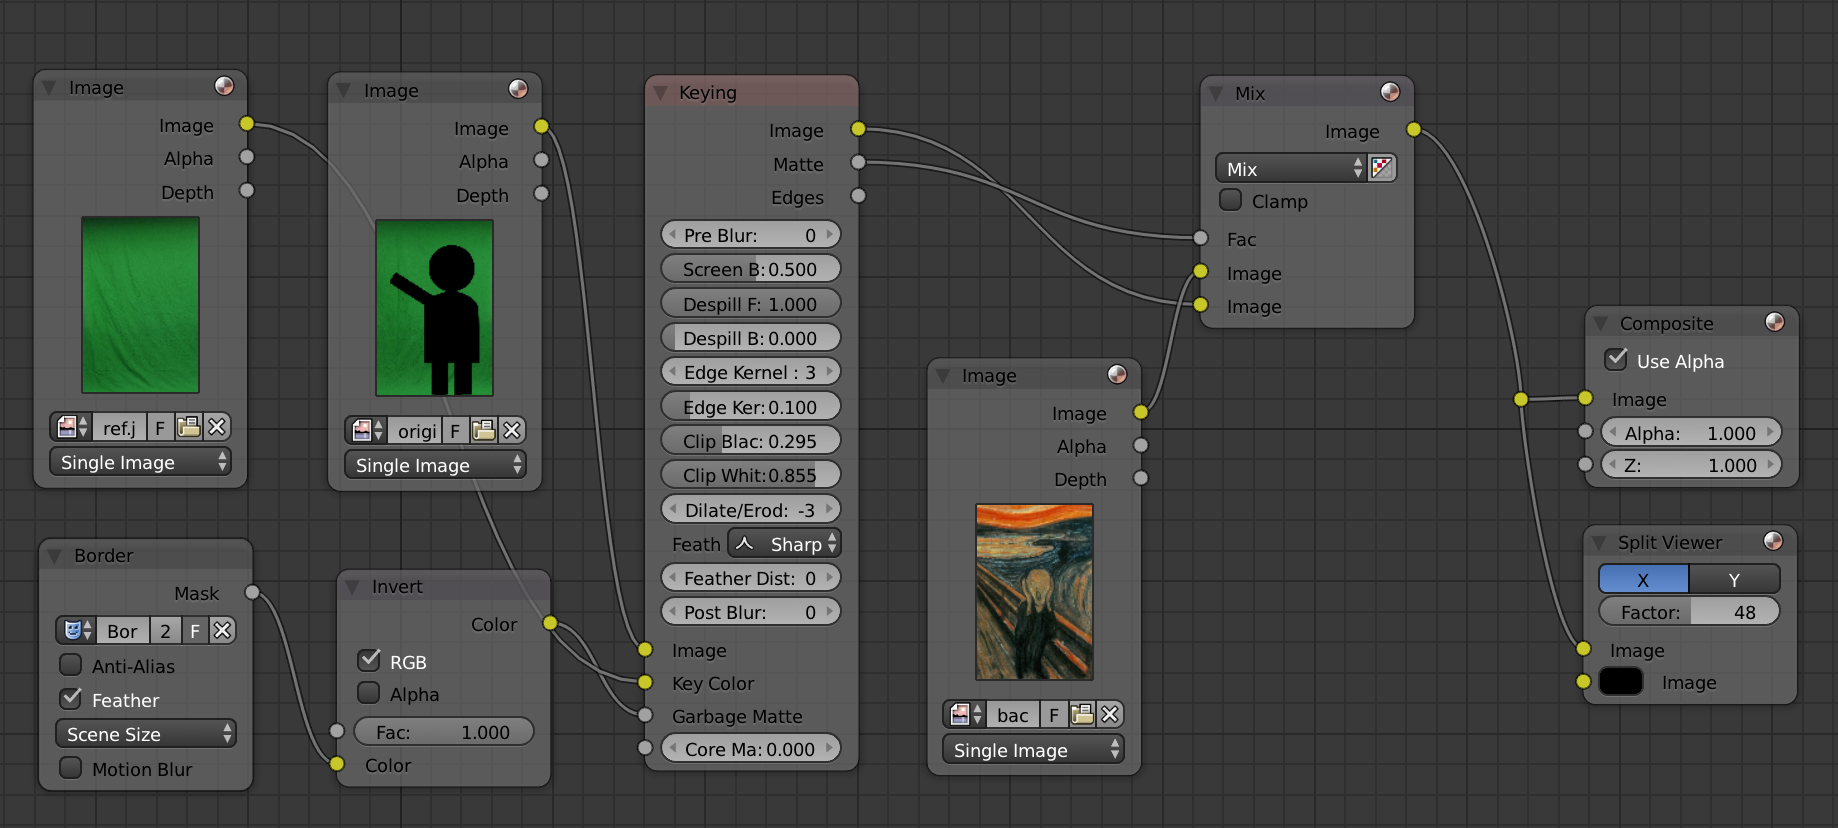 Image
Image
Alpha
Depth
ref.j
F
Single Image
Image
Image
Alpha
Depth
origi
F
Single Image
Border
Mask
Bor
2
F
Anti-Alias
Feather
Scene Size
Motion Blur
Invert
Color
RGB
Alpha
Fac: 1.000
Color
Keying
Image
Matte
Edges
Pre Blur: 0
Screen B: 0.500
Despill F: 1.000
Despill B: 0.000
Edge Kernel : 3
Edge Ker: 0.100
Clip Blac: 0.295
Clip Whit: 0.855
Dilate/Erod: -3
Feath Sharp
Feather Dist: 0
Post Blur: 0
Image
Key Color
Garbage Matte
Core Ma: 0.000
Image
Image
Alpha
Depth
bac
F
Single Image
Mix
Image
Mix
Clamp
Fac
Image
Image
Composite
Use Alpha
Image
Alpha: 1.000
Z: 1.000
Split Viewer
X Y
Factor: 48
Image
Image